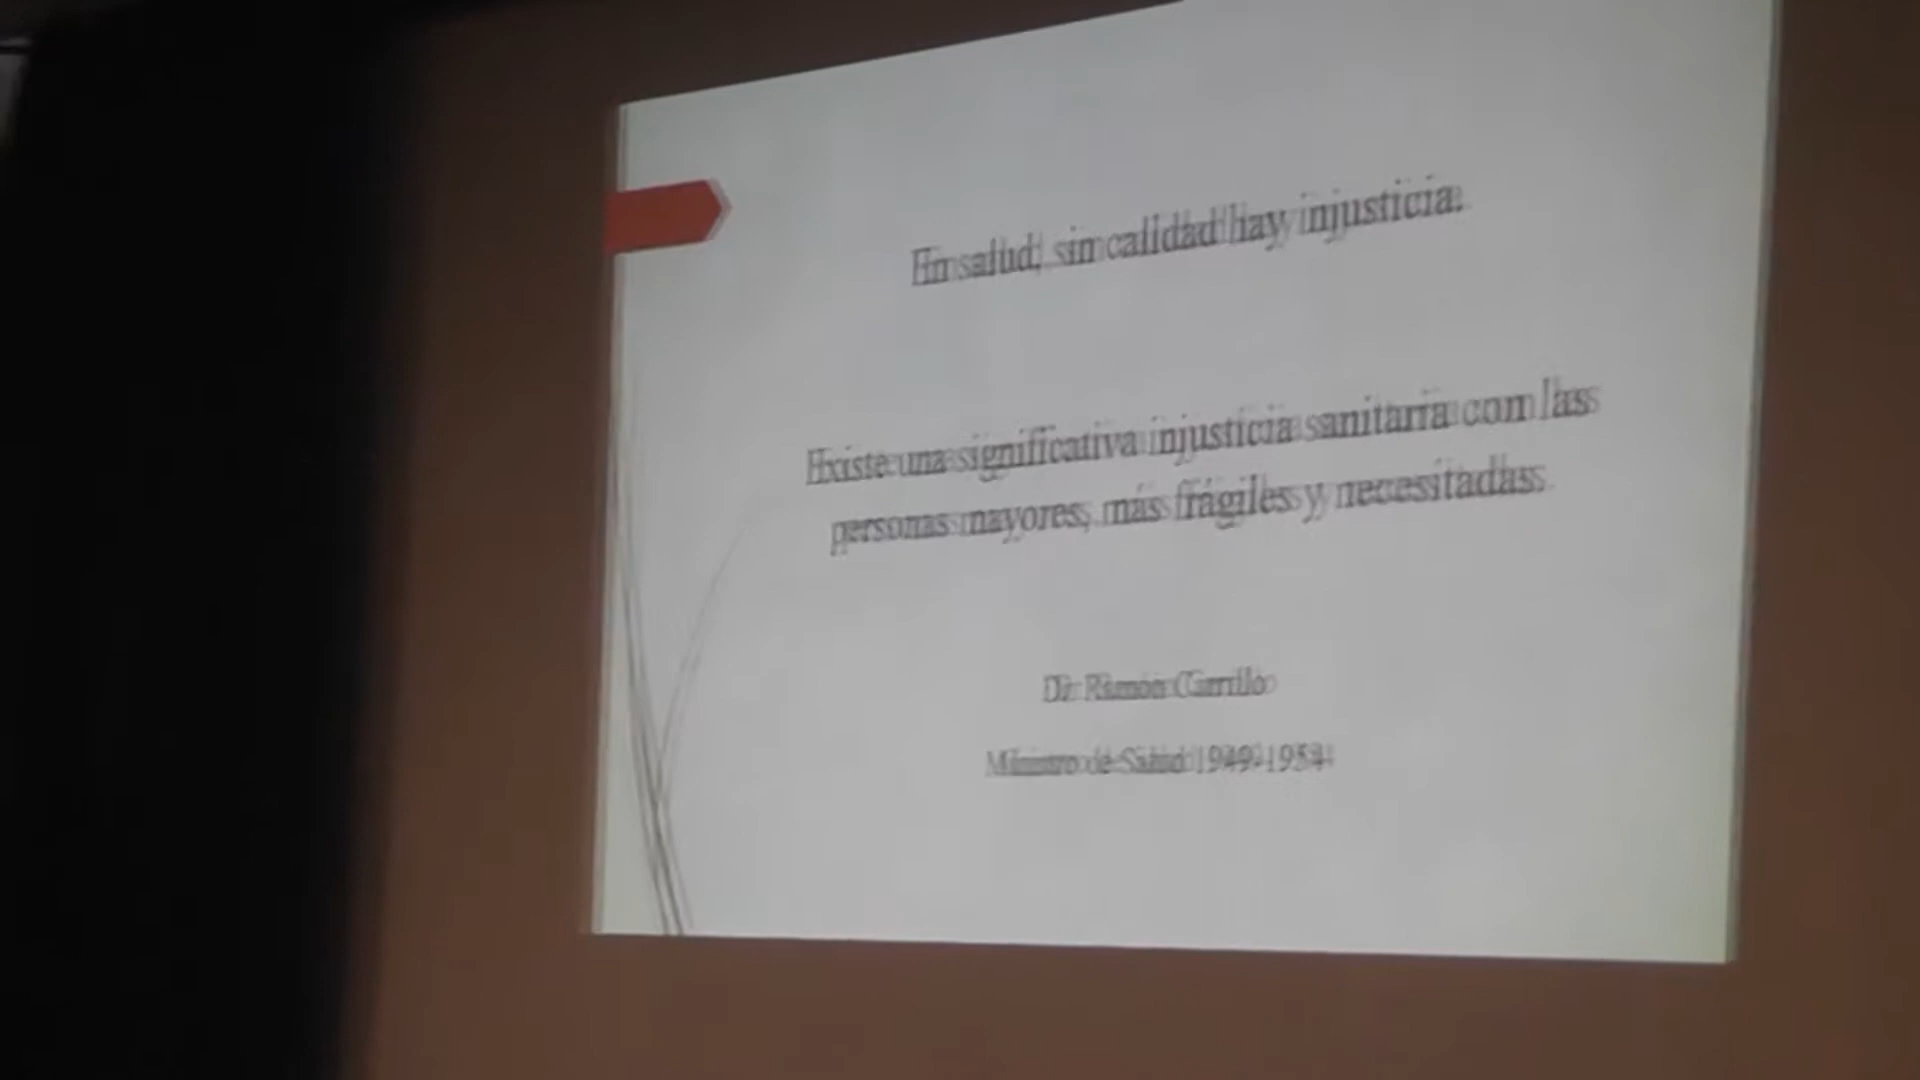 En salud, sin calidad hay injusticia.
Existe una significativa injusticia sanitaria con las
personas mayores, más frágiles y necesitadas.
Dr. Ramón Carrillo
Ministro de Salud 1949-1954